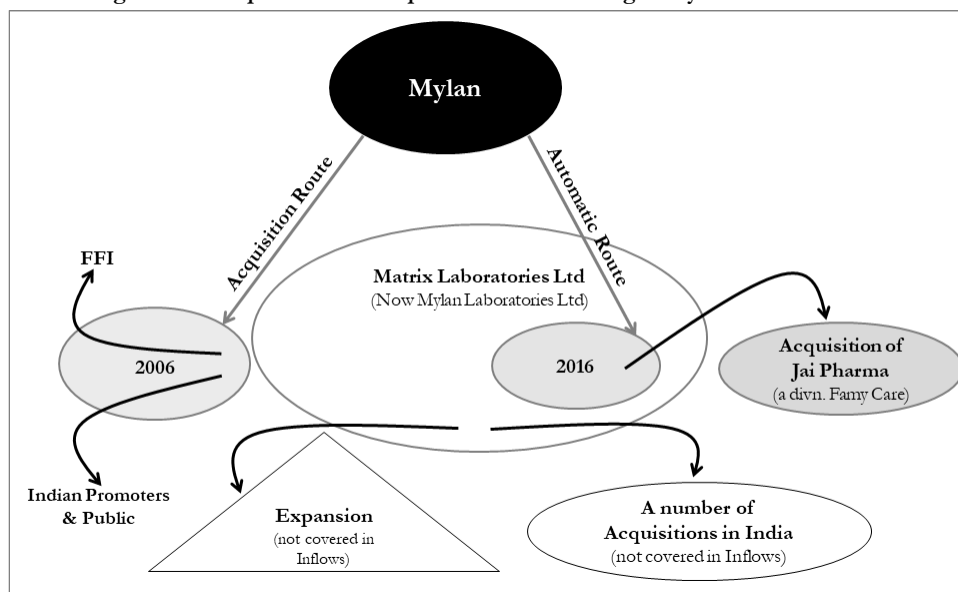 Mylan
Acquisition Route
Automatic Route
FFI
Matrix Laboratories Ltd
(Now Mylan Laboratories Ltd)
2006
2016
Acquisition of
Jai Pharma
(a divn. Famy Care)
Indian Promoters
& Public
Expansion
(not covered in
Inflows)
A number of
Acquisitions in India
(not covered in Inflows)